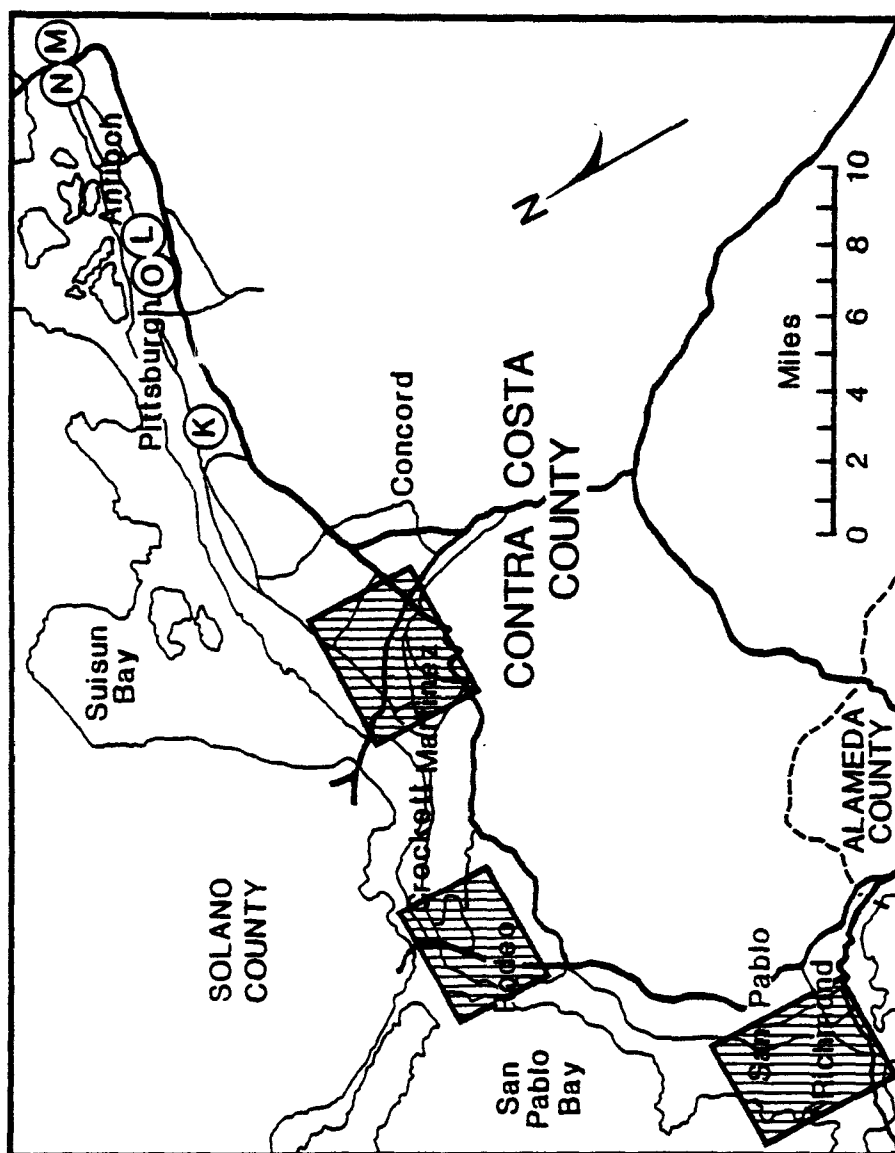 M
N
Antioch
L
O
Pittsburgh
K
N
Concord
Suisun
Bay
CONTRA COSTA
COUNTY
Martinez
Crockett
SOLANO
COUNTY
Rodeo
San
Pablo
Bay
San Pablo
Richmond
ALAMEDA
COUNTY
Miles
0 2 4 6 8 10